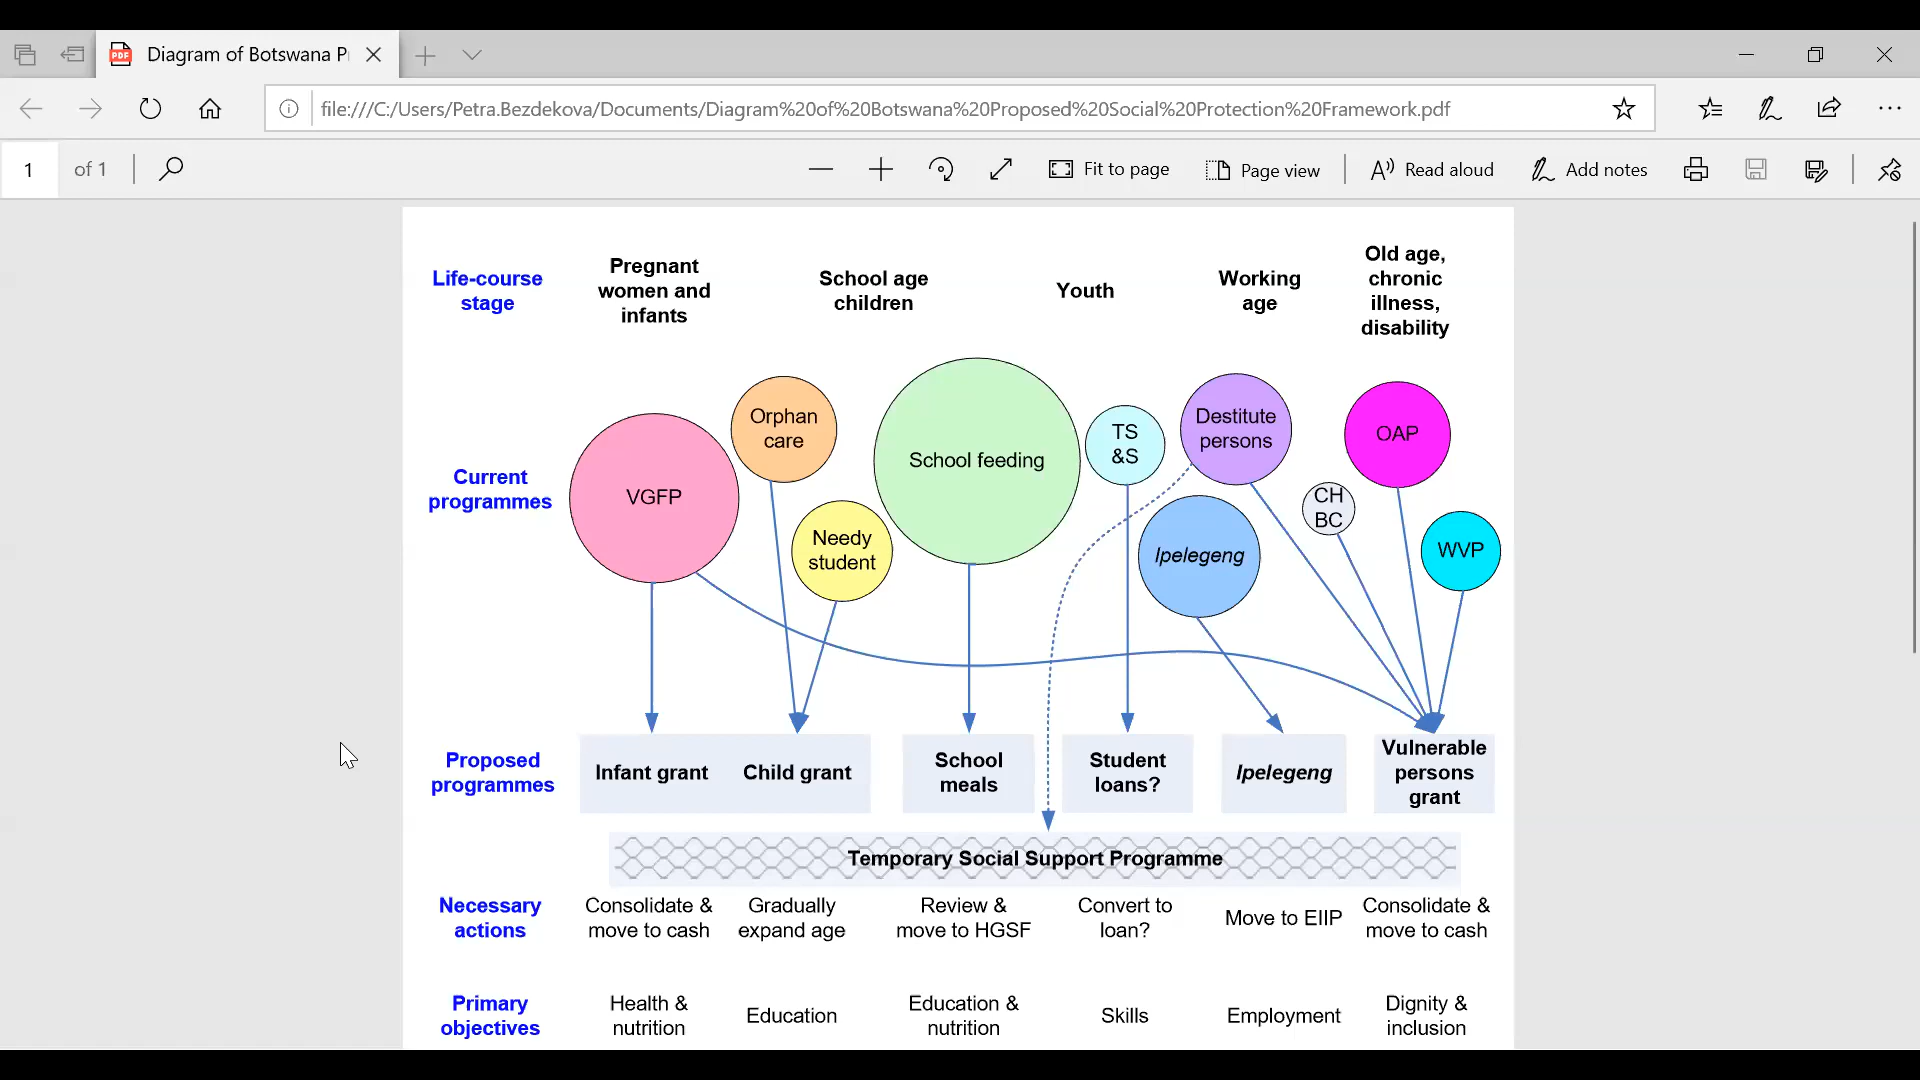 Diagram of Botswana P
file:///C:/Users/Petra.Bezdekova/Documents/Diagram%20of%20Botswana%20Proposed%20Social%20Protection%20Framework.pdf
1 of 1
Fit to page
Page view
Read aloud
Add notes
Life-course
stage
Pregnant
women and
infants
School age
children
Youth
Working
age
Old age,
chronic
illness,
disability
Current
programmes
VGFP
Orphan
care
Needy
student
School feeding
TS
&S
Destitute
persons
Ipelegeng
CH
BC
OAP
WVP
Proposed
programmes
Infant grant
Child grant
School
meals
Student
loans?
Ipelegeng
Vulnerable
persons
grant
Temporary Social Support Programme
Necessary
actions
Consolidate &
move to cash
Gradually
expand age
Review &
move to HGSF
Convert to
loan?
Move to EIIP
Consolidate &
move to cash
Primary
objectives
Health &
nutrition
Education
Education &
nutrition
Skills
Employment
Dignity &
inclusion